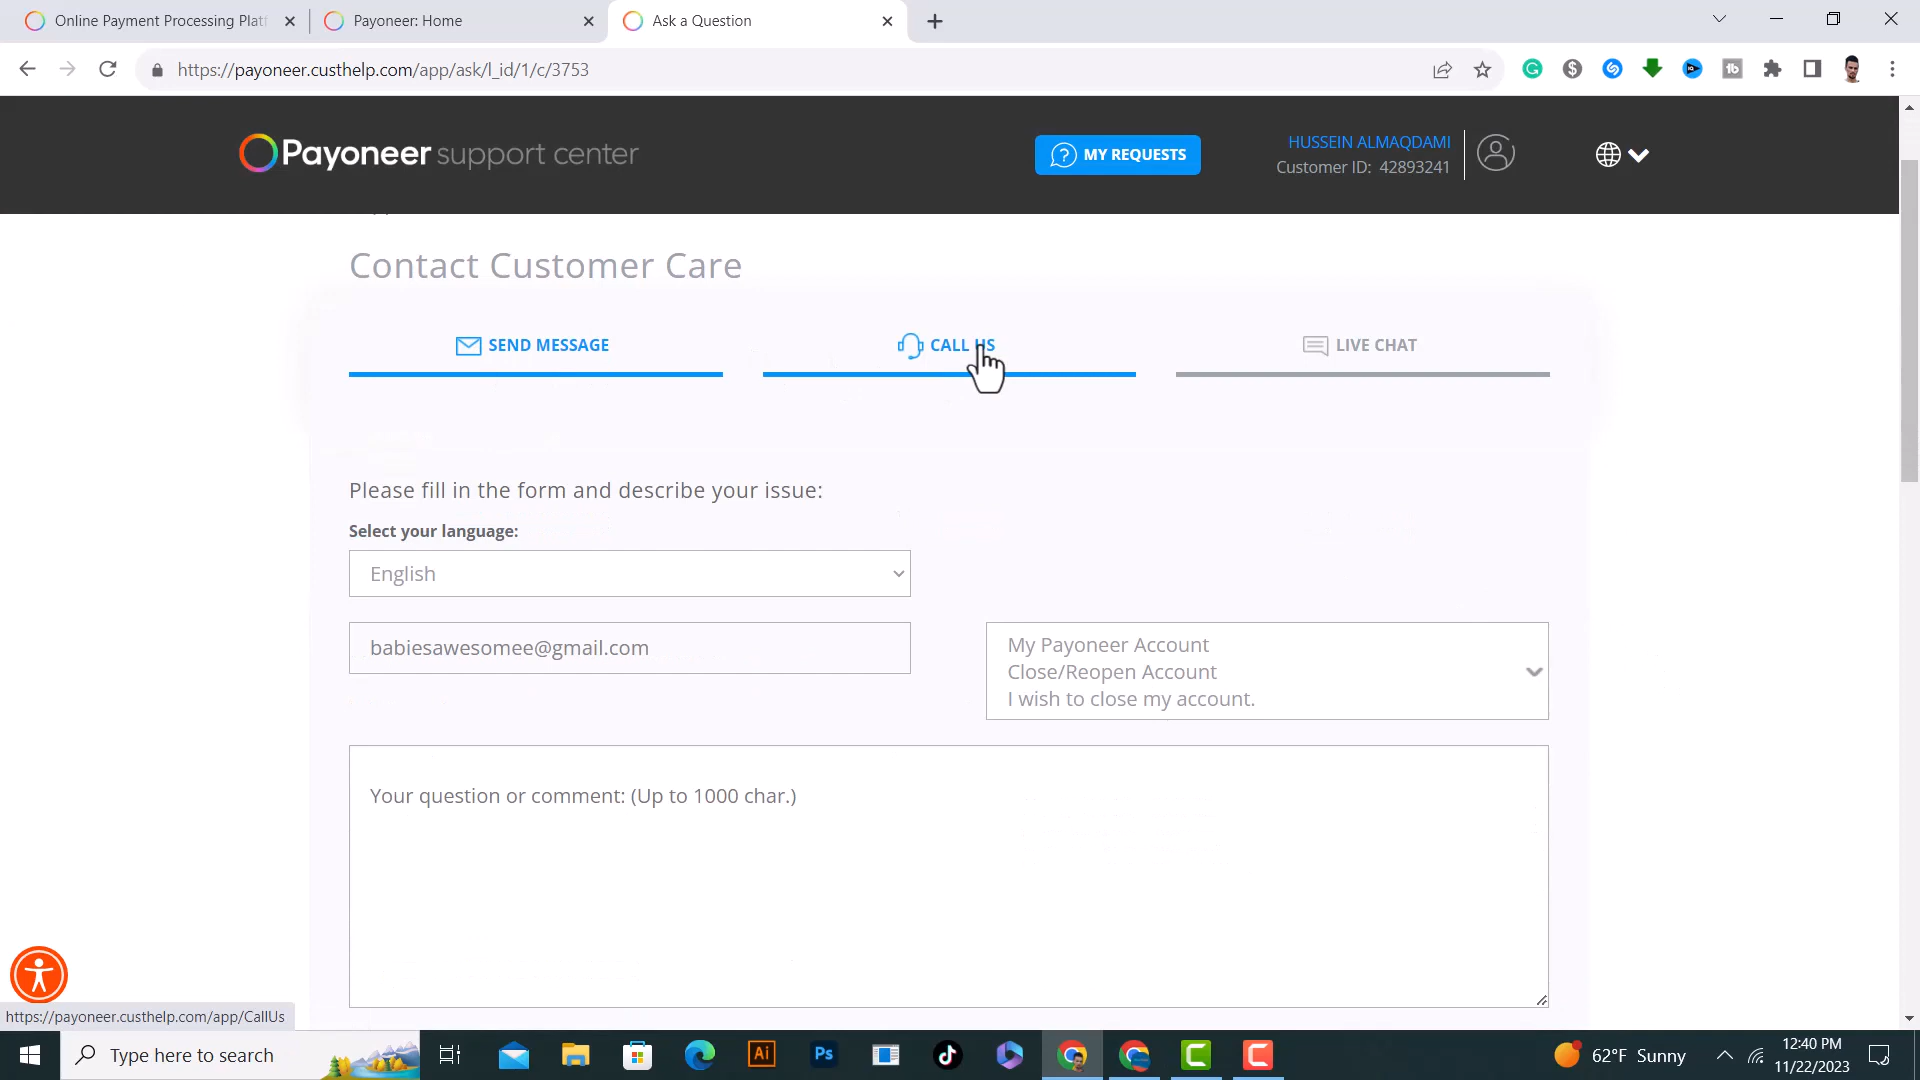 Online Payment Processing Platf
Payoneer: Home
Ask a Question
https://payoneer.custhelp.com/app/ask/l_id/1/c/3753
Payoneer support center
MY REQUESTS
HUSSEIN ALMAQDAMI
Customer ID: 42893241
Contact Customer Care
SEND MESSAGE
CALL US
LIVE CHAT
Please fill in the form and describe your issue:
Select your language:
English
babiesawesomee@gmail.com
My Payoneer Account
Close/Reopen Account
I wish to close my account.
Your question or comment: (Up to 1000 char.)
https://payoneer.custhelp.com/app/CallUs
Type here to search
Ai
Ps
62°F Sunny
12:40 PM
11/22/2023